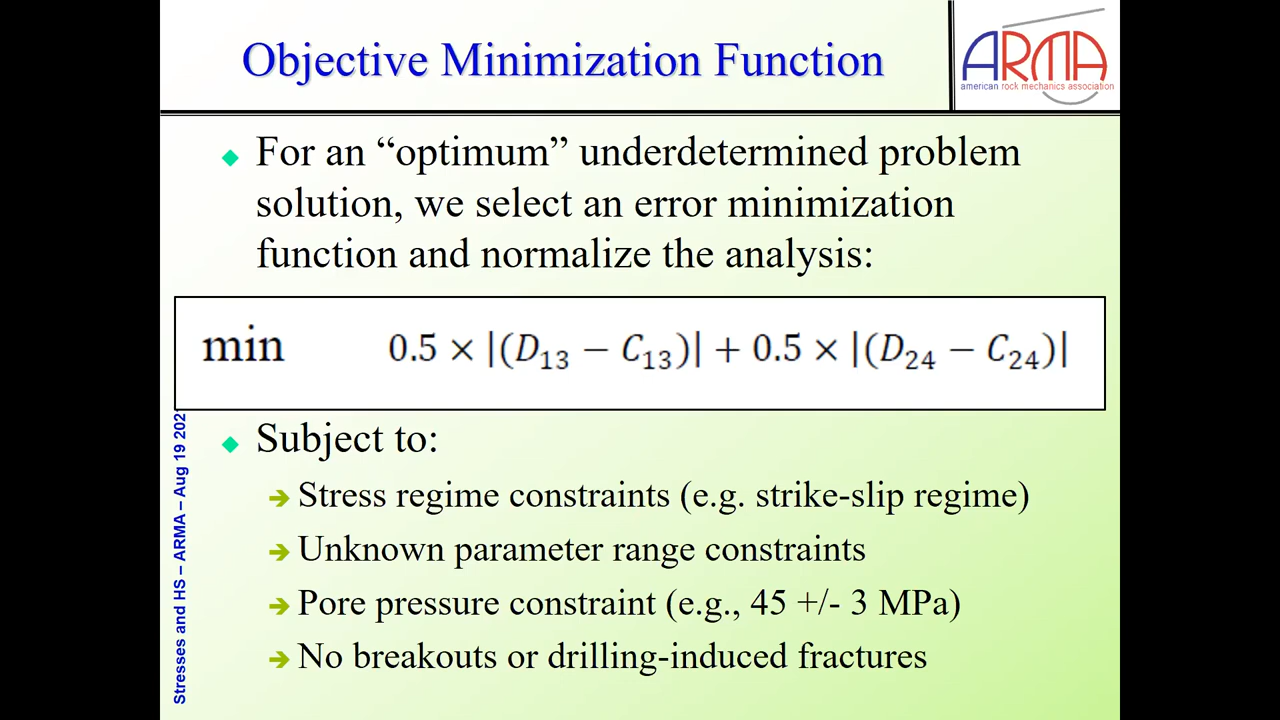 Objective Minimization Function
ARMA
american rock mechanics association
For an “optimum” underdetermined problem
solution, we select an error minimization
function and normalize the analysis:
min 0.5 × |(D₁₃ − C₁₃)| + 0.5 × |(D₂₄ − C₂₄)|
Subject to:
Stress regime constraints (e.g. strike-slip regime)
Unknown parameter range constraints
Pore pressure constraint (e.g., 45 +/- 3 MPa)
No breakouts or drilling-induced fractures
Stresses and HS – ARMA – Aug 19 202